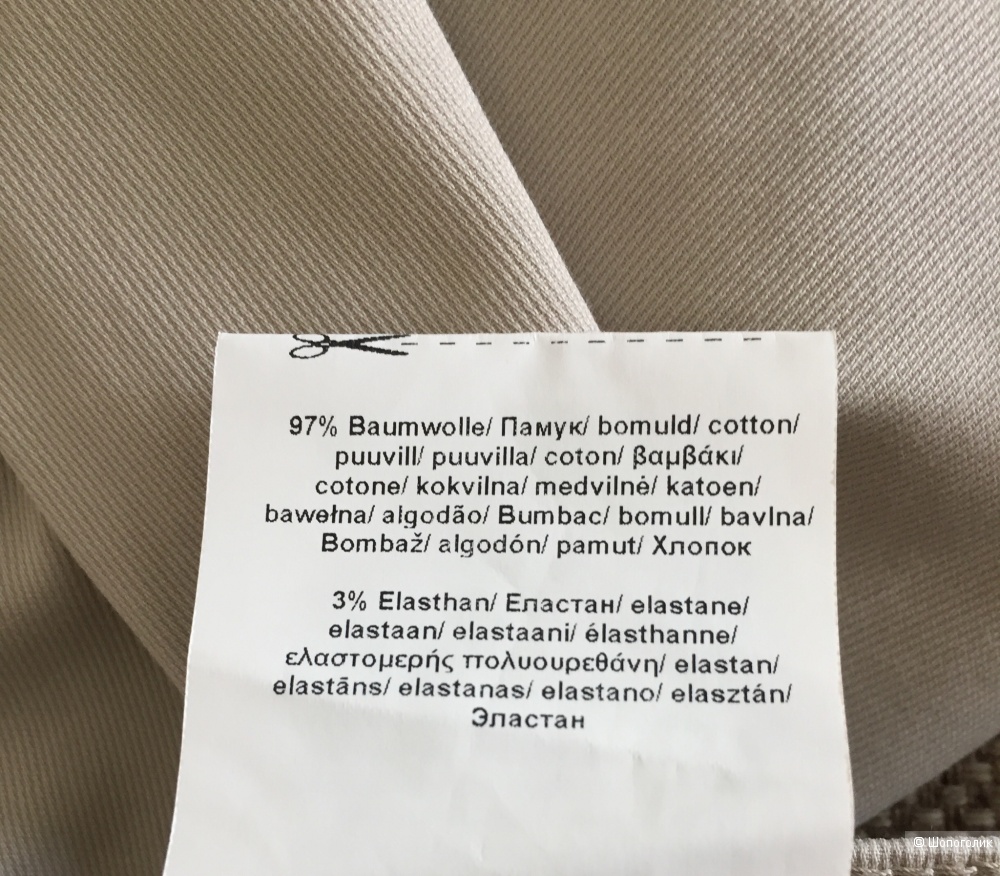 97% Baumwolle/ Памук/ bomuld/ cotton/
puuvill/ puuvilla/ coton/ βαμβάκι/
cotone/ kokvilna/ medvilnė/ katoen/
bawełna/ algodão/ Bumbac/ bomull/ bavlna/
Bombaž/ algodón/ pamut/ Хлопок
3% Elasthan/ Еластан/ elastane/
elastaan/ elastaani/ élasthanne/
ελαστομερής πολυουρεθάνη/ elastan/
elastāns/ elastanas/ elastano/ elasztán/
Эластан
© Шопоголик